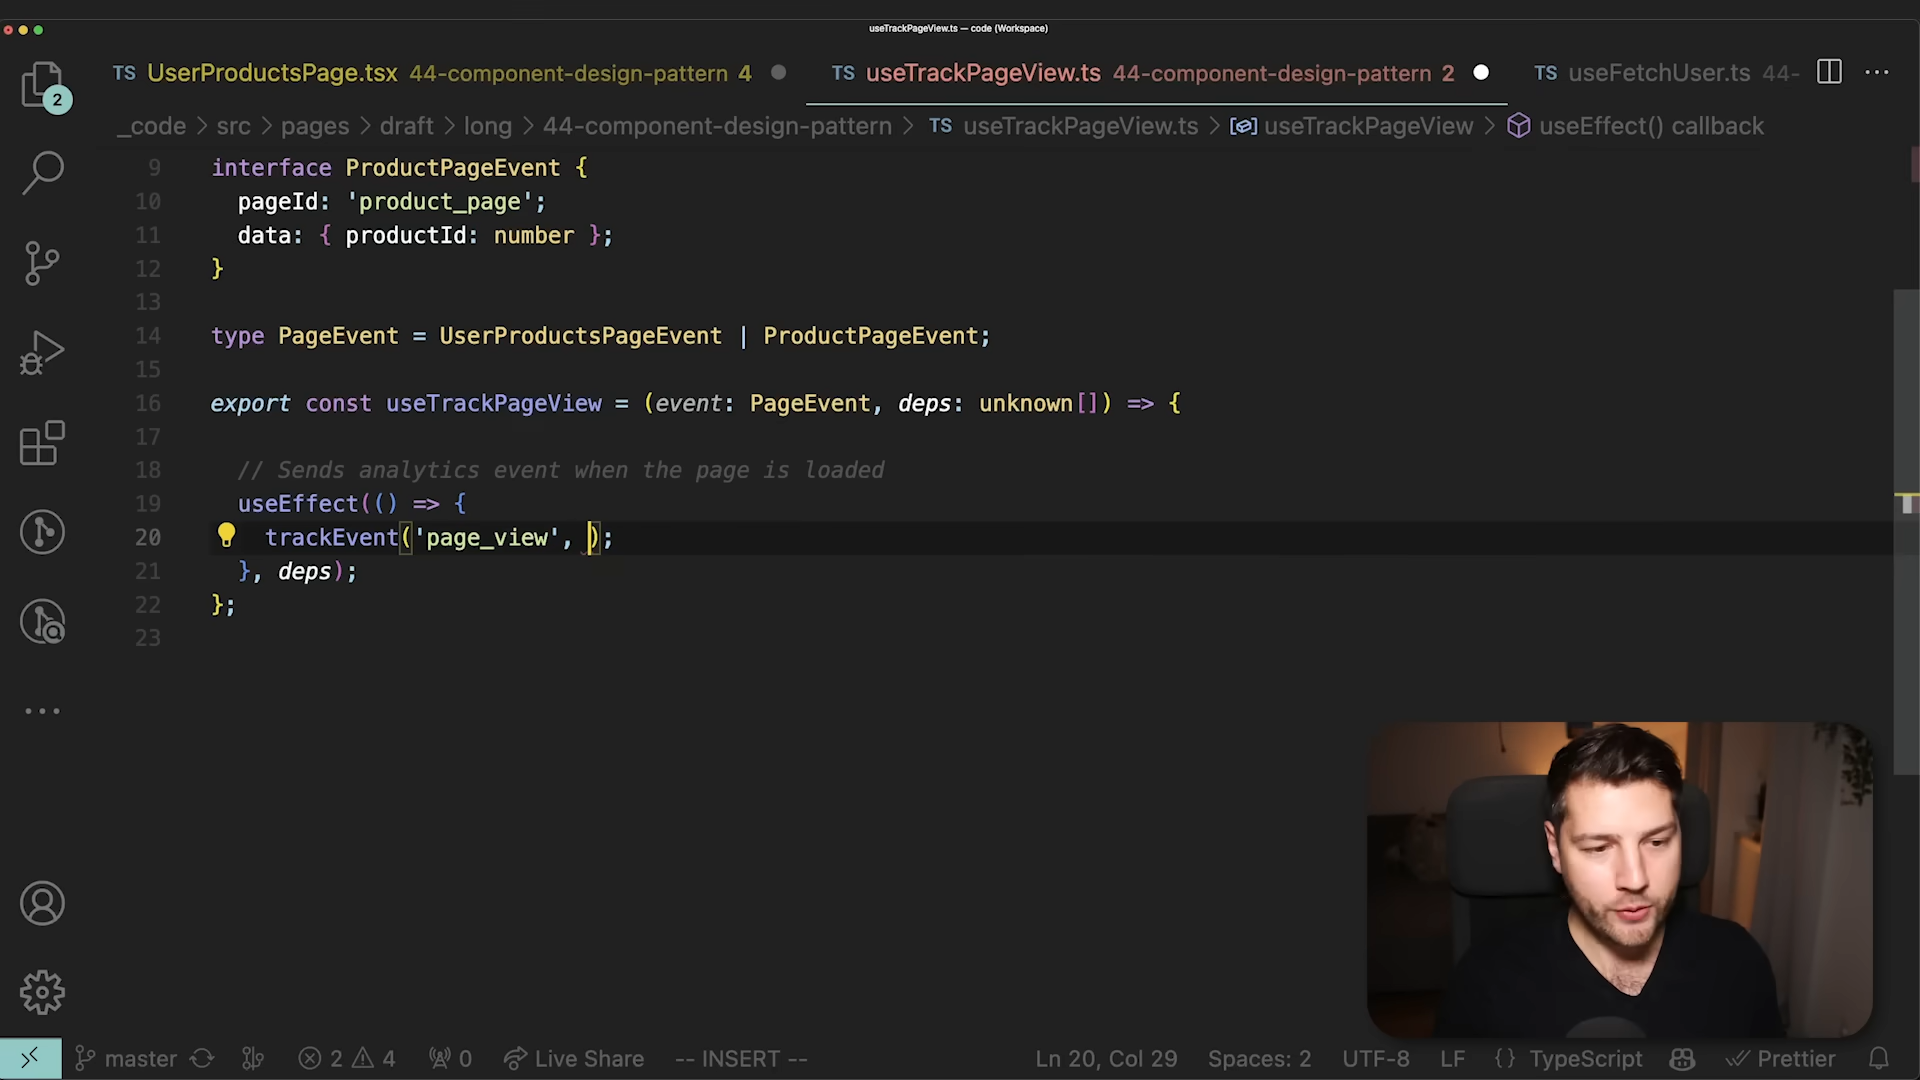 useTrackPageView.ts — code (Workspace)
TS UserProductsPage.tsx 44-component-design-pattern 4
TS useTrackPageView.ts 44-component-design-pattern 2
TS useFetchUser.ts 44-
2
_code > src > pages > draft > long > 44-component-design-pattern > TS useTrackPageView.ts > useTrackPageView > useEffect() callback
9 interface ProductPageEvent {
10 pageId: 'product_page';
11 data: { productId: number };
12 }
13
14 type PageEvent = UserProductsPageEvent | ProductPageEvent;
15
16 export const useTrackPageView = (event: PageEvent, deps: unknown[]) => {
17
18 // Sends analytics event when the page is loaded
19 useEffect(() => {
20 trackEvent('page_view', );
21 }, deps);
22 };
23
master 2 4 0 Live Share -- INSERT -- Ln 20, Col 29 Spaces: 2 UTF-8 LF {} TypeScript Prettier